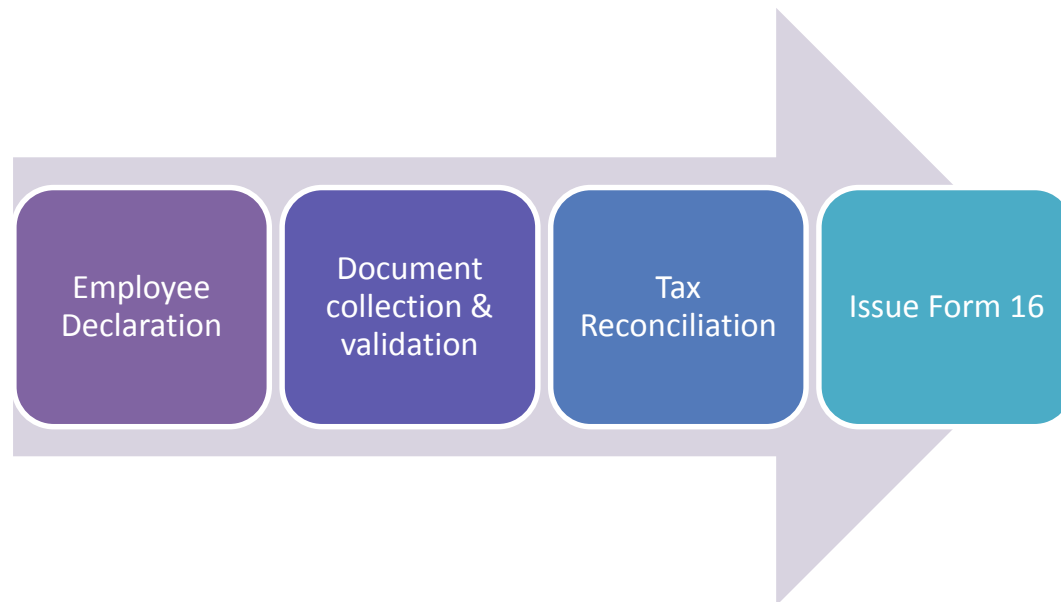 Employee
Declaration
Document
collection &
validation
Tax
Reconciliation
Issue Form 16